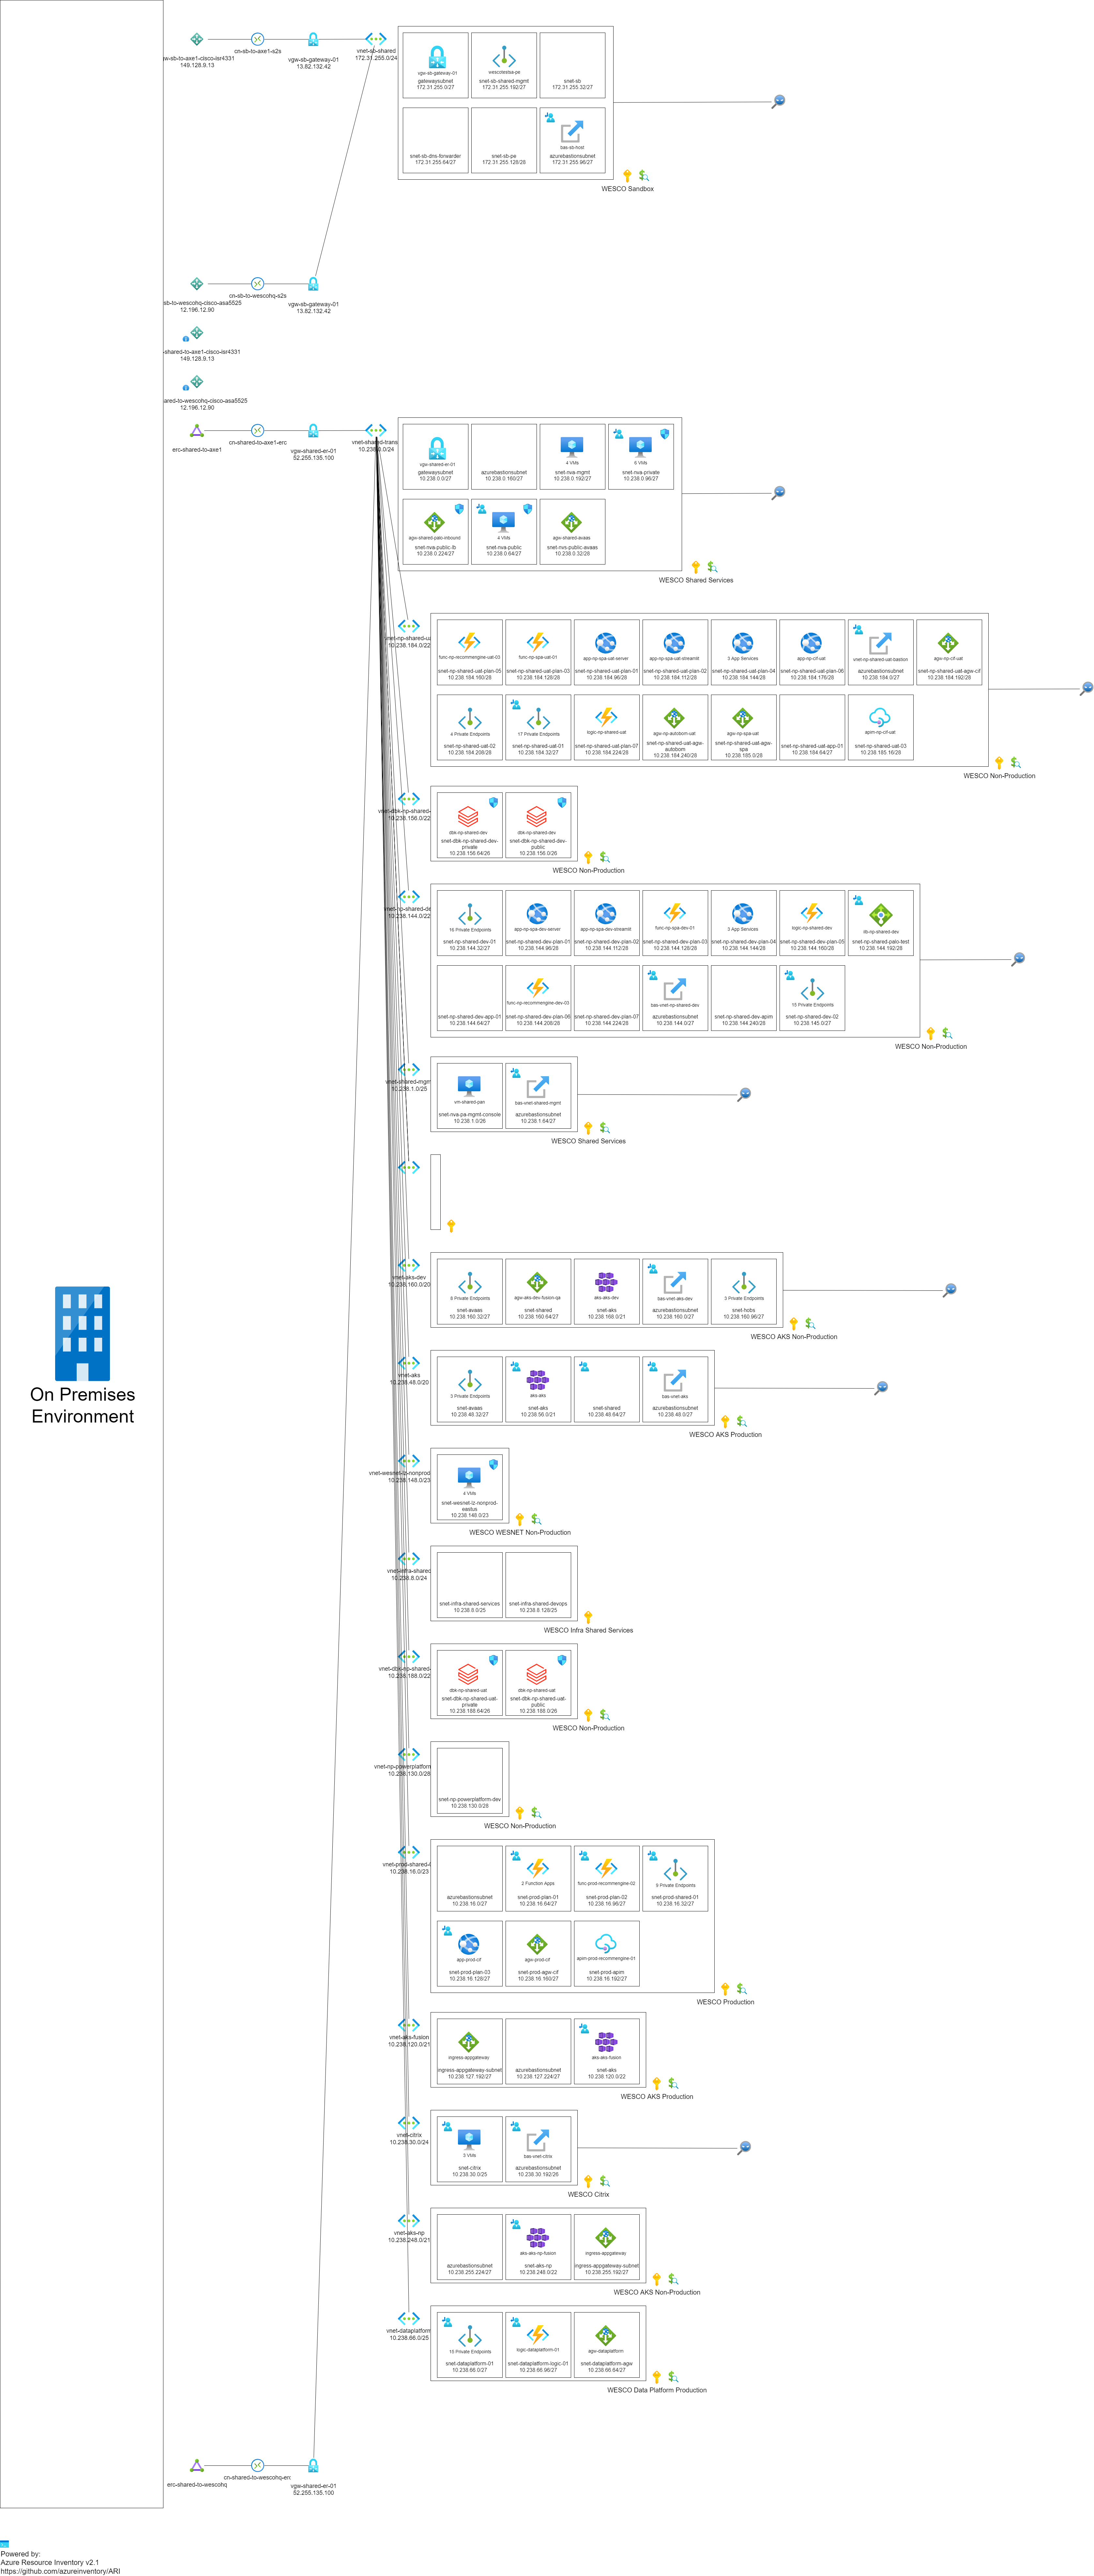 w-sb-to-axe1-cisco-isr4331
149.128.9.13
cn-sb-to-axe1-s2s
vgw-sb-gateway-01
13.82.132.42
vnet-sb-shared
172.31.255.0/24
vgw-sb-gateway-01
gatewaysubnet
172.31.255.0/27
wescotestsa-pe
snet-sb-shared-mgmt
172.31.255.192/27
snet-sb
172.31.255.32/27
snet-sb-dns-forwarder
172.31.255.64/27
snet-sb-pe
172.31.255.128/28
bas-sb-host
azurebastionsubnet
172.31.255.96/27
WESCO Sandbox
sb-to-wescohq-cisco-asa5525
12.196.12.90
cn-sb-to-wescohq-s2s
vgw-sb-gateway-01
13.82.132.42
-shared-to-axe1-cisco-isr4331
149.128.9.13
ared-to-wescohq-cisco-asa5525
12.196.12.90
erc-shared-to-axe1
cn-shared-to-axe1-erc
vgw-shared-er-01
52.255.135.100
vnet-shared-trans
10.238.0.0/24
vgw-shared-er-01
gatewaysubnet
10.238.0.0/27
azurebastionsubnet
10.238.0.160/27
4 VMs
snet-nva-mgmt
10.238.0.192/27
6 VMs
snet-nva-private
10.238.0.96/27
agw-shared-palo-inbound
snet-nva-public-lb
10.238.0.224/27
4 VMs
snet-nva-public
10.238.0.64/27
agw-shared-avaas
snet-nvs-public-avaas
10.238.0.32/28
WESCO Shared Services
vnet-np-shared-ua
10.238.184.0/22
func-np-recommengine-uat-03
snet-np-shared-uat-plan-05
10.238.184.160/28
func-np-spa-uat-01
snet-np-shared-uat-plan-03
10.238.184.128/28
app-np-spa-uat-server
snet-np-shared-uat-plan-01
10.238.184.96/28
app-np-spa-uat-streamlit
snet-np-shared-uat-plan-02
10.238.184.112/28
3 App Services
snet-np-shared-uat-plan-04
10.238.184.144/28
app-np-cif-uat
snet-np-shared-uat-plan-06
10.238.184.176/28
vnet-np-shared-uat-bastion
azurebastionsubnet
10.238.184.0/27
agw-np-cif-uat
snet-np-shared-uat-agw-cif
10.238.184.192/28
4 Private Endpoints
snet-np-shared-uat-02
10.238.184.208/28
17 Private Endpoints
snet-np-shared-uat-01
10.238.184.32/27
logic-np-shared-uat
snet-np-shared-uat-plan-07
10.238.184.224/28
agw-np-autobom-uat
snet-np-shared-uat-agw-
autobom
10.238.184.240/28
agw-np-spa-uat
snet-np-shared-uat-agw-
spa
10.238.185.0/28
snet-np-shared-uat-app-01
10.238.184.64/27
apim-np-cif-uat
snet-np-shared-uat-03
10.238.185.16/28
WESCO Non-Production
vnet-dbk-np-shared-
10.238.156.0/22
dbk-np-shared-dev
snet-dbk-np-shared-dev-
private
10.238.156.64/26
dbk-np-shared-dev
snet-dbk-np-shared-dev-
public
10.238.156.0/26
WESCO Non-Production
vnet-np-shared-de
10.238.144.0/22
16 Private Endpoints
snet-np-shared-dev-01
10.238.144.32/27
app-np-spa-dev-server
snet-np-shared-dev-plan-01
10.238.144.96/28
app-np-spa-dev-streamlit
snet-np-shared-dev-plan-02
10.238.144.112/28
func-np-spa-dev-01
snet-np-shared-dev-plan-03
10.238.144.128/28
3 App Services
snet-np-shared-dev-plan-04
10.238.144.144/28
logic-np-shared-dev
snet-np-shared-dev-plan-05
10.238.144.160/28
lb-np-shared-dev
snet-np-shared-palo-test
10.238.144.192/28
snet-np-shared-dev-app-01
10.238.144.64/27
func-np-recommengine-dev-03
snet-np-shared-dev-plan-06
10.238.144.208/28
snet-np-shared-dev-plan-07
10.238.144.224/28
bas-vnet-np-shared-dev
azurebastionsubnet
10.238.144.0/27
snet-np-shared-dev-apim
10.238.144.240/28
15 Private Endpoints
snet-np-shared-dev-02
10.238.145.0/27
WESCO Non-Production
vnet-shared-mgm
10.238.1.0/25
vm-shared-pan
snet-nva-pa-mgmt-console
10.238.1.0/26
bas-vnet-shared-mgmt
azurebastionsubnet
10.238.1.64/27
WESCO Shared Services
vnet-aks-dev
10.238.160.0/20
8 Private Endpoints
snet-avaas
10.238.160.32/27
agw-aks-dev-fusion-qa
snet-shared
10.238.160.64/27
aks-aks-dev
snet-aks
10.238.168.0/21
bas-vnet-aks-dev
azurebastionsubnet
10.238.160.0/27
3 Private Endpoints
snet-hobs
10.238.160.96/27
WESCO AKS Non-Production
vnet-aks
10.238.48.0/20
3 Private Endpoints
snet-avaas
10.238.48.32/27
aks-aks
snet-aks
10.238.56.0/21
snet-shared
10.238.48.64/27
bas-vnet-aks
azurebastionsubnet
10.238.48.0/27
WESCO AKS Production
vnet-wesnet-lz-nonprod
10.238.148.0/23
4 VMs
snet-wesnet-lz-nonprod-
eastus
10.238.148.0/23
WESCO WESNET Non-Production
On Premises
Environment
vnet-infra-shared
10.238.8.0/24
snet-infra-shared-services
10.238.8.0/25
snet-infra-shared-devops
10.238.8.128/25
WESCO Infra Shared Services
vnet-dbk-np-shared-
10.238.188.0/22
dbk-np-shared-uat
snet-dbk-np-shared-uat-
private
10.238.188.64/26
dbk-np-shared-uat
snet-dbk-np-shared-uat-
public
10.238.188.0/26
WESCO Non-Production
vnet-np-powerplatform
10.238.130.0/28
snet-np-powerplatform-dev
10.238.130.0/28
WESCO Non-Production
vnet-prod-shared-
10.238.16.0/23
azurebastionsubnet
10.238.16.0/27
2 Function Apps
snet-prod-plan-01
10.238.16.64/27
func-prod-recommengine-02
snet-prod-plan-02
10.238.16.96/27
9 Private Endpoints
snet-prod-shared-01
10.238.16.32/27
app-prod-cif
snet-prod-plan-03
10.238.16.128/27
agw-prod-cif
snet-prod-agw-cif
10.238.16.160/27
apim-prod-recommengine-01
snet-prod-apim
10.238.16.192/27
WESCO Production
vnet-aks-fusion
10.238.120.0/21
ingress-appgateway
ingress-appgateway-subnet
10.238.127.192/27
azurebastionsubnet
10.238.127.224/27
aks-aks-fusion
snet-aks
10.238.120.0/22
WESCO AKS Production
vnet-citrix
10.238.30.0/24
3 VMs
snet-citrix
10.238.30.0/25
bas-vnet-citrix
azurebastionsubnet
10.238.30.192/26
WESCO Citrix
vnet-aks-np
10.238.248.0/21
azurebastionsubnet
10.238.255.224/27
aks-aks-np-fusion
snet-aks-np
10.238.248.0/22
ingress-appgateway
ingress-appgateway-subnet
10.238.255.192/27
WESCO AKS Non-Production
vnet-dataplatform
10.238.66.0/25
15 Private Endpoints
snet-dataplatform-01
10.238.66.0/27
logic-dataplatform-01
snet-dataplatform-logic-01
10.238.66.96/27
agw-dataplatform
snet-dataplatform-agw
10.238.66.64/27
WESCO Data Platform Production
erc-shared-to-wescohq
cn-shared-to-wescohq-erc
vgw-shared-er-01
52.255.135.100
Powered by:
Azure Resource Inventory v2.1
https://github.com/azureinventory/ARI